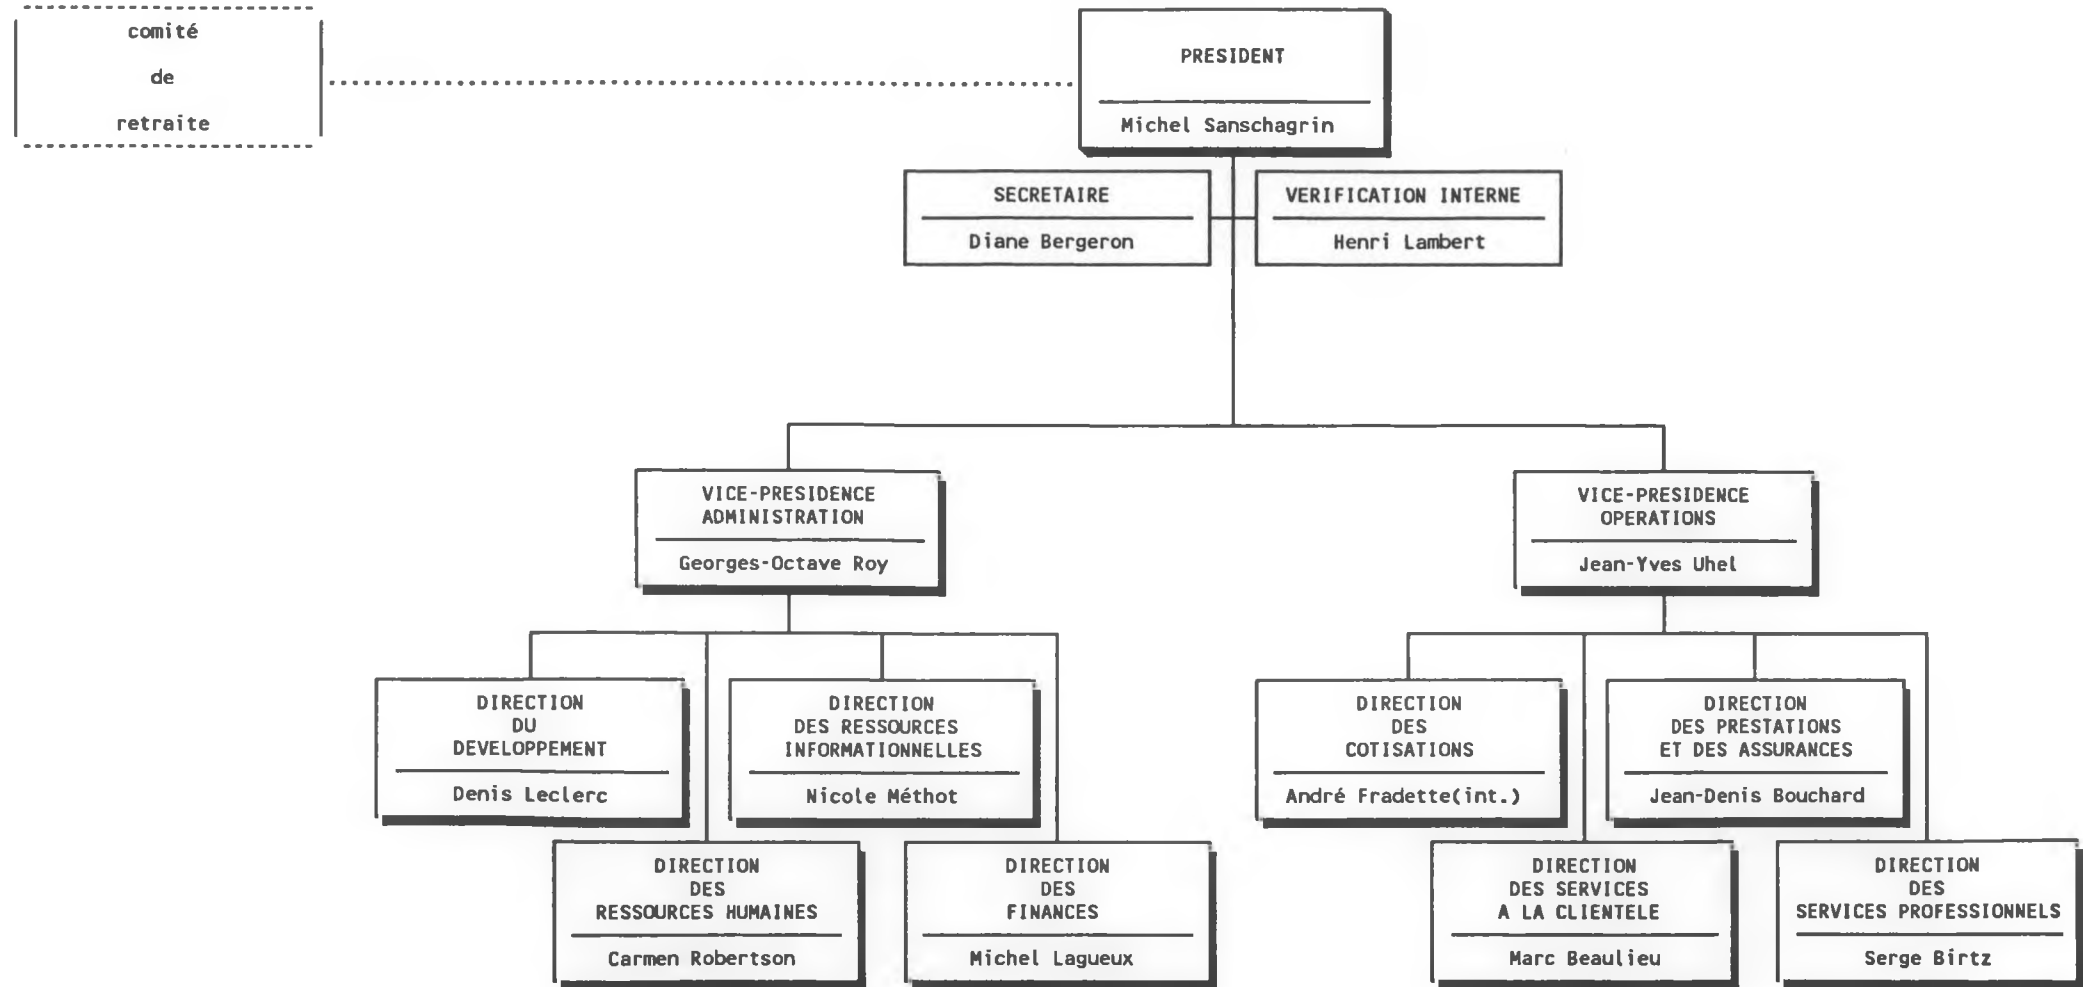 comité
de
retraite
PRESIDENT
Michel Sanschagrin
SECRETAIRE
Diane Bergeron
VERIFICATION INTERNE
Henri Lambert
VICE-PRESIDENCE
ADMINISTRATION
Georges-Octave Roy
VICE-PRESIDENCE
OPERATIONS
Jean-Yves Uhel
DIRECTION
DU
DEVELOPPEMENT
Denis Leclerc
DIRECTION
DES RESSOURCES
INFORMATIONNELLES
Nicole Méthot
DIRECTION
DES
COTISATIONS
André Fradette(int.)
DIRECTION
DES PRESTATIONS
ET DES ASSURANCES
Jean-Denis Bouchard
DIRECTION
DES
RESSOURCES HUMAINES
Carmen Robertson
DIRECTION
DES
FINANCES
Michel Lagueux
DIRECTION
DES SERVICES
A LA CLIENTELE
Marc Beaulieu
DIRECTION
DES
SERVICES PROFESSIONNELS
Serge Birtz